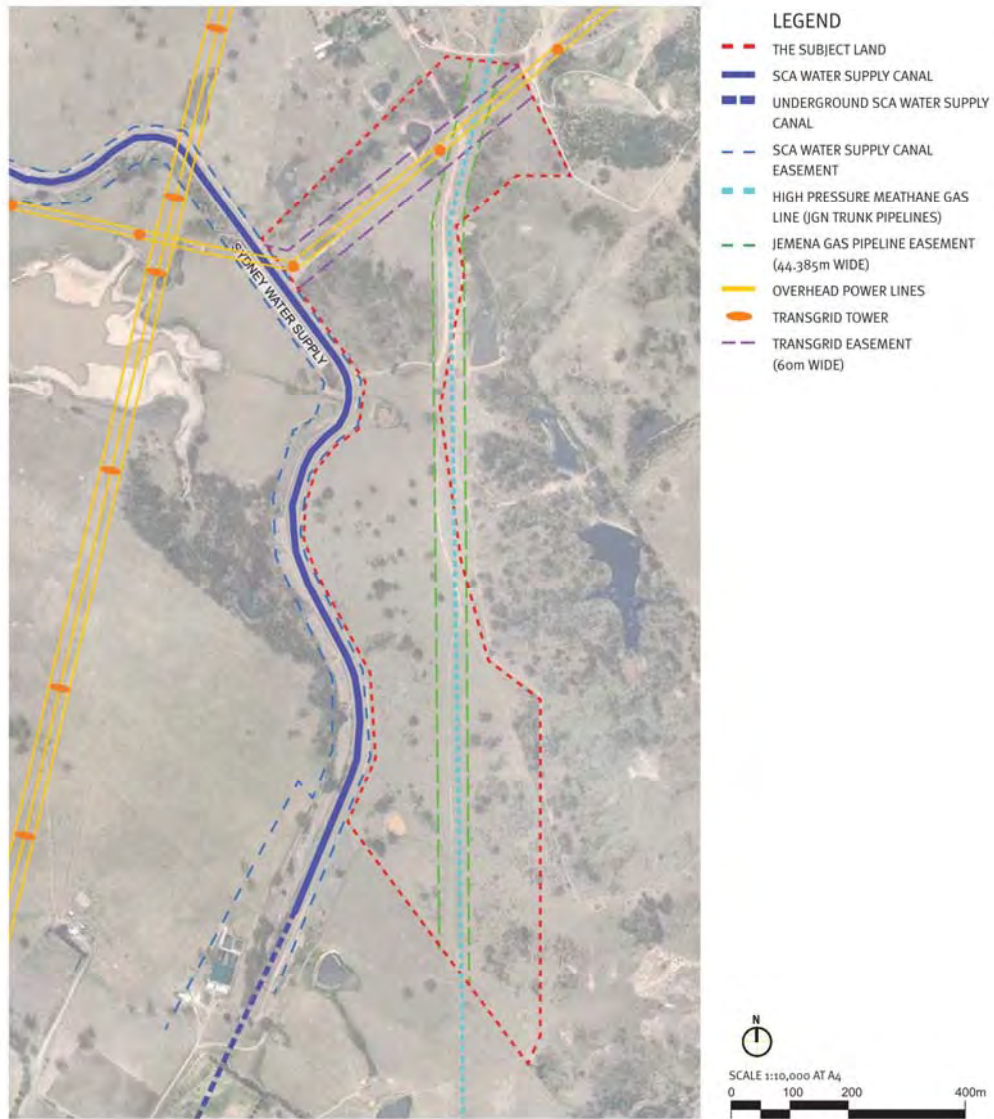 LEGEND
THE SUBJECT LAND
SCA WATER SUPPLY CANAL
UNDERGROUND SCA WATER SUPPLY
CANAL
SCA WATER SUPPLY CANAL
EASEMENT
HIGH PRESSURE MEATHANE GAS
LINE (JGN TRUNK PIPELINES)
JEMENA GAS PIPELINE EASEMENT
(44.385m WIDE)
OVERHEAD POWER LINES
TRANSGRID TOWER
TRANSGRID EASEMENT
(60m WIDE)
SYDNEY WATER SUPPLY
N
SCALE 1:10,000 AT A4
0 100 200 400m